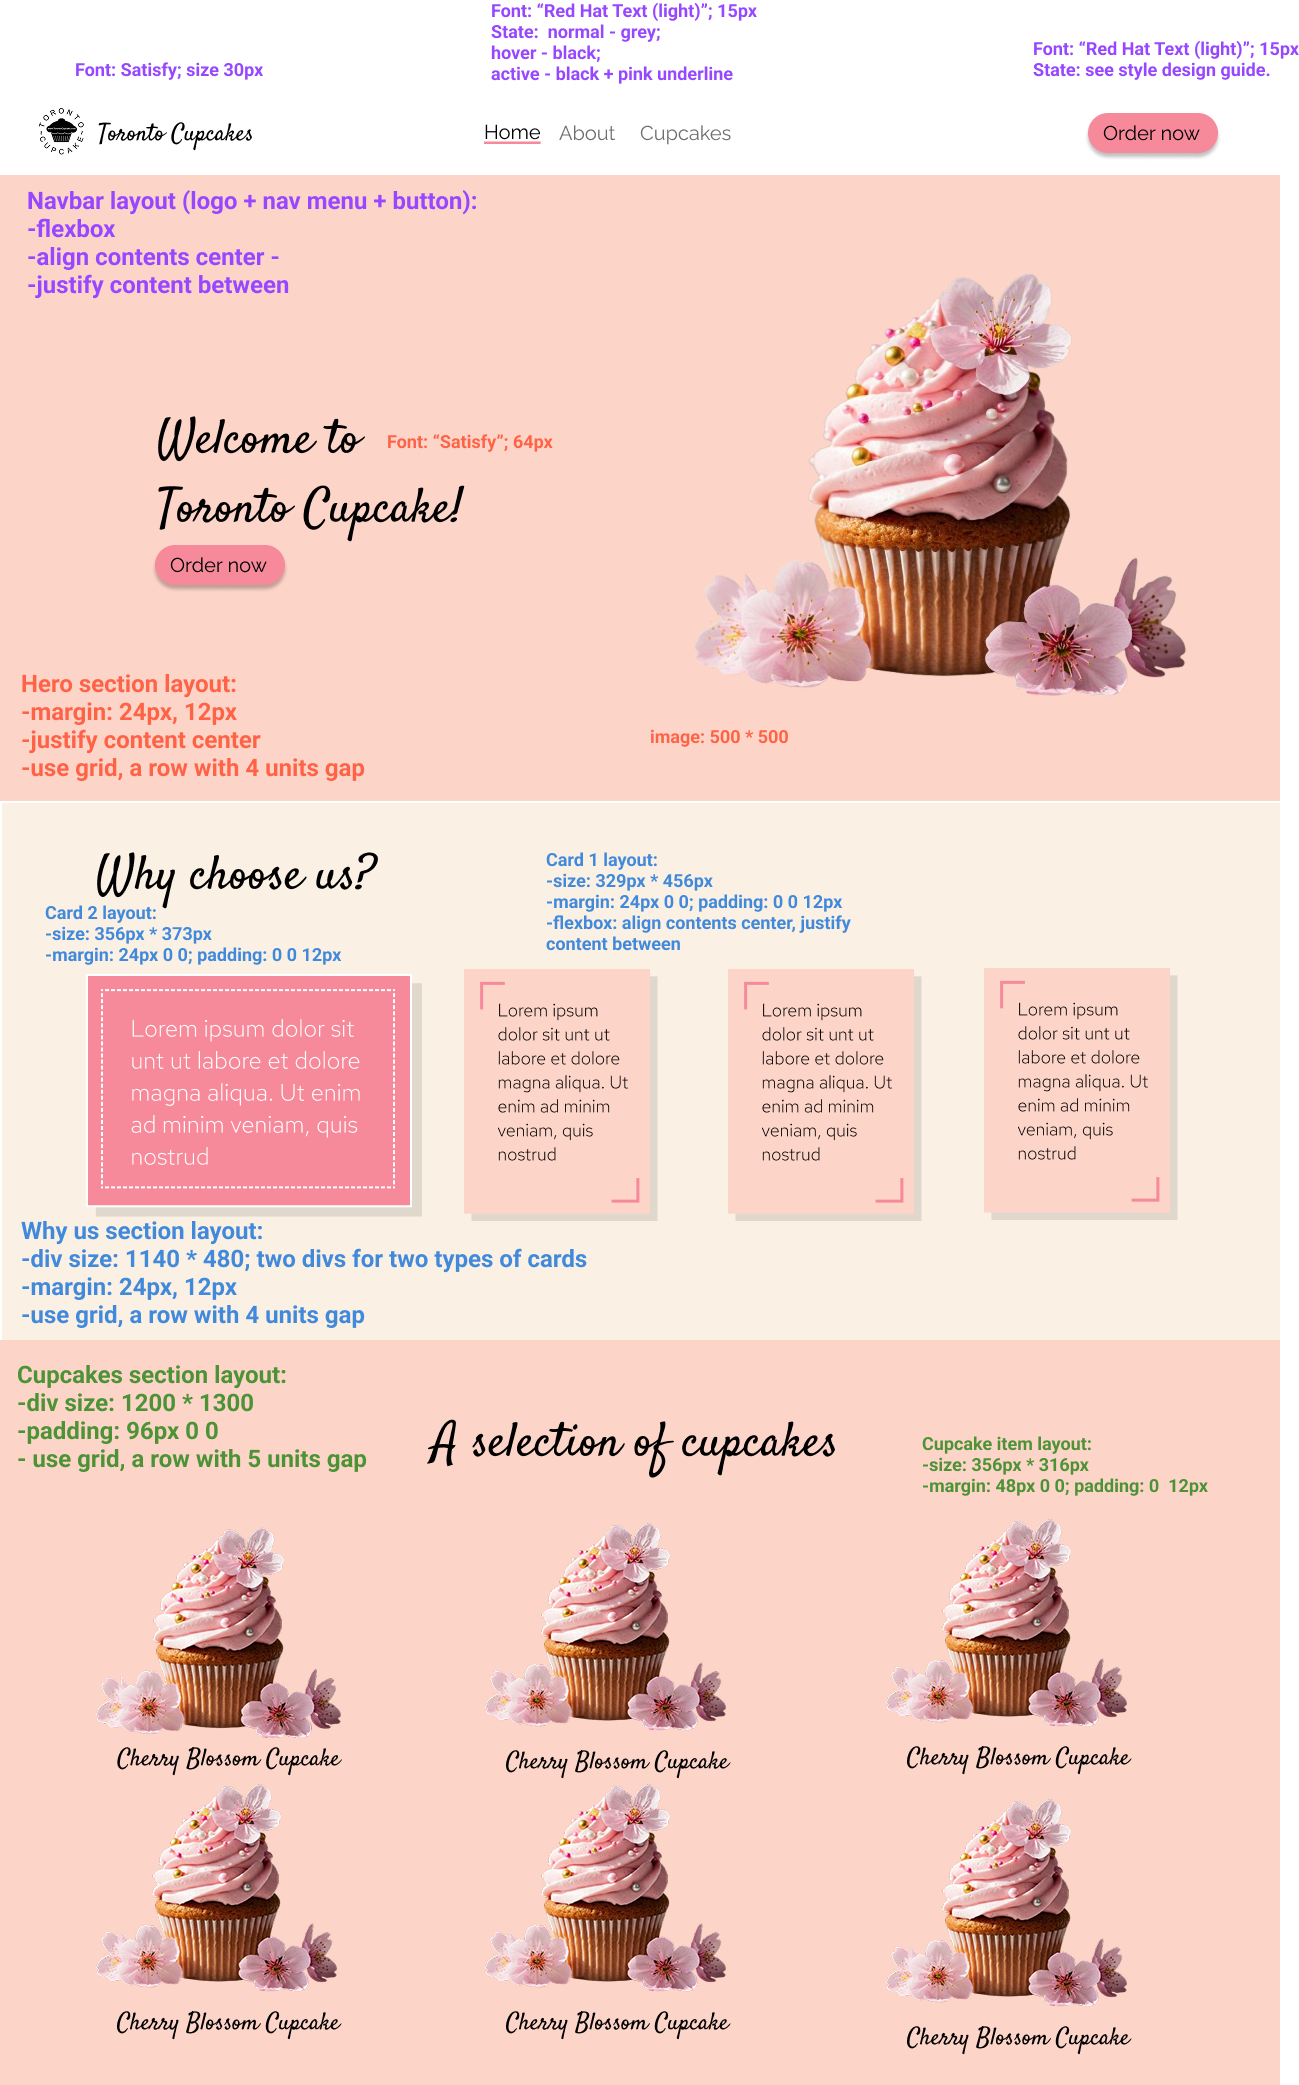 Font: “Red Hat Text (light)”; 15px
State:  normal - grey;
hover - black;
active - black + pink underline
Font: Satisfy; size 30px
Font: “Red Hat Text (light)”; 15px
State: see style design guide.
TORONTO
-CUPCAKE-
Toronto Cupcakes
Home
About
Cupcakes
Order now
Navbar layout (logo + nav menu + button):
-flexbox
-align contents center -
-justify content between
Welcome to
Font: “Satisfy”; 64px
Toronto Cupcake!
Order now
Hero section layout:
-margin: 24px, 12px
-justify content center
-use grid, a row with 4 units gap
image: 500 * 500
Why choose us?
Card 2 layout:
-size: 356px * 373px
-margin: 24px 0 0; padding: 0 0 12px
Card 1 layout:
-size: 329px * 456px
-margin: 24px 0 0; padding: 0 0 12px
-flexbox: align contents center, justify
content between
Lorem ipsum dolor sit
unt ut labore et dolore
magna aliqua. Ut enim
ad minim veniam, quis
nostrud
Lorem ipsum
dolor sit unt ut
labore et dolore
magna aliqua. Ut
enim ad minim
veniam, quis
nostrud
Lorem ipsum
dolor sit unt ut
labore et dolore
magna aliqua. Ut
enim ad minim
veniam, quis
nostrud
Lorem ipsum
dolor sit unt ut
labore et dolore
magna aliqua. Ut
enim ad minim
veniam, quis
nostrud
Why us section layout:
-div size: 1140 * 480; two divs for two types of cards
-margin: 24px, 12px
-use grid, a row with 4 units gap
Cupcakes section layout:
-div size: 1200 * 1300
-padding: 96px 0 0
- use grid, a row with 5 units gap
A selection of cupcakes
Cupcake item layout:
-size: 356px * 316px
-margin: 48px 0 0; padding: 0  12px
Cherry Blossom Cupcake
Cherry Blossom Cupcake
Cherry Blossom Cupcake
Cherry Blossom Cupcake
Cherry Blossom Cupcake
Cherry Blossom Cupcake